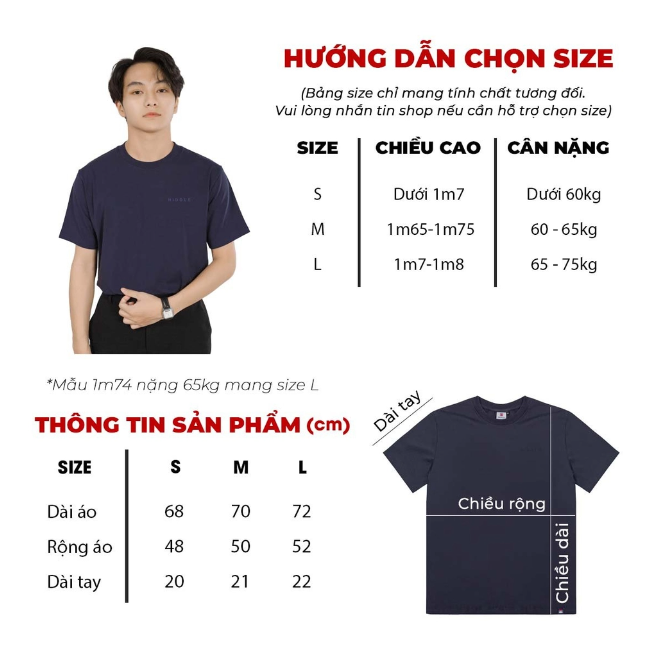 HƯỚNG DẪN CHỌN SIZE
(Bảng size chỉ mang tính chất tương đối.
Vui lòng nhắn tin shop nếu cần hỗ trợ chọn size)
SIZE CHIỀU CAO CÂN NẶNG
S Dưới 1m7 Dưới 60kg
M 1m65-1m75 60 - 65kg
L 1m7-1m8 65 - 75kg
*Mẫu 1m74 nặng 65kg mang size L
THÔNG TIN SẢN PHẨM (cm)
SIZE S M L
Dài áo 68 70 72
Rộng áo 48 50 52
Dài tay 20 21 22
Dài tay
Chiều rộng
Chiều dài